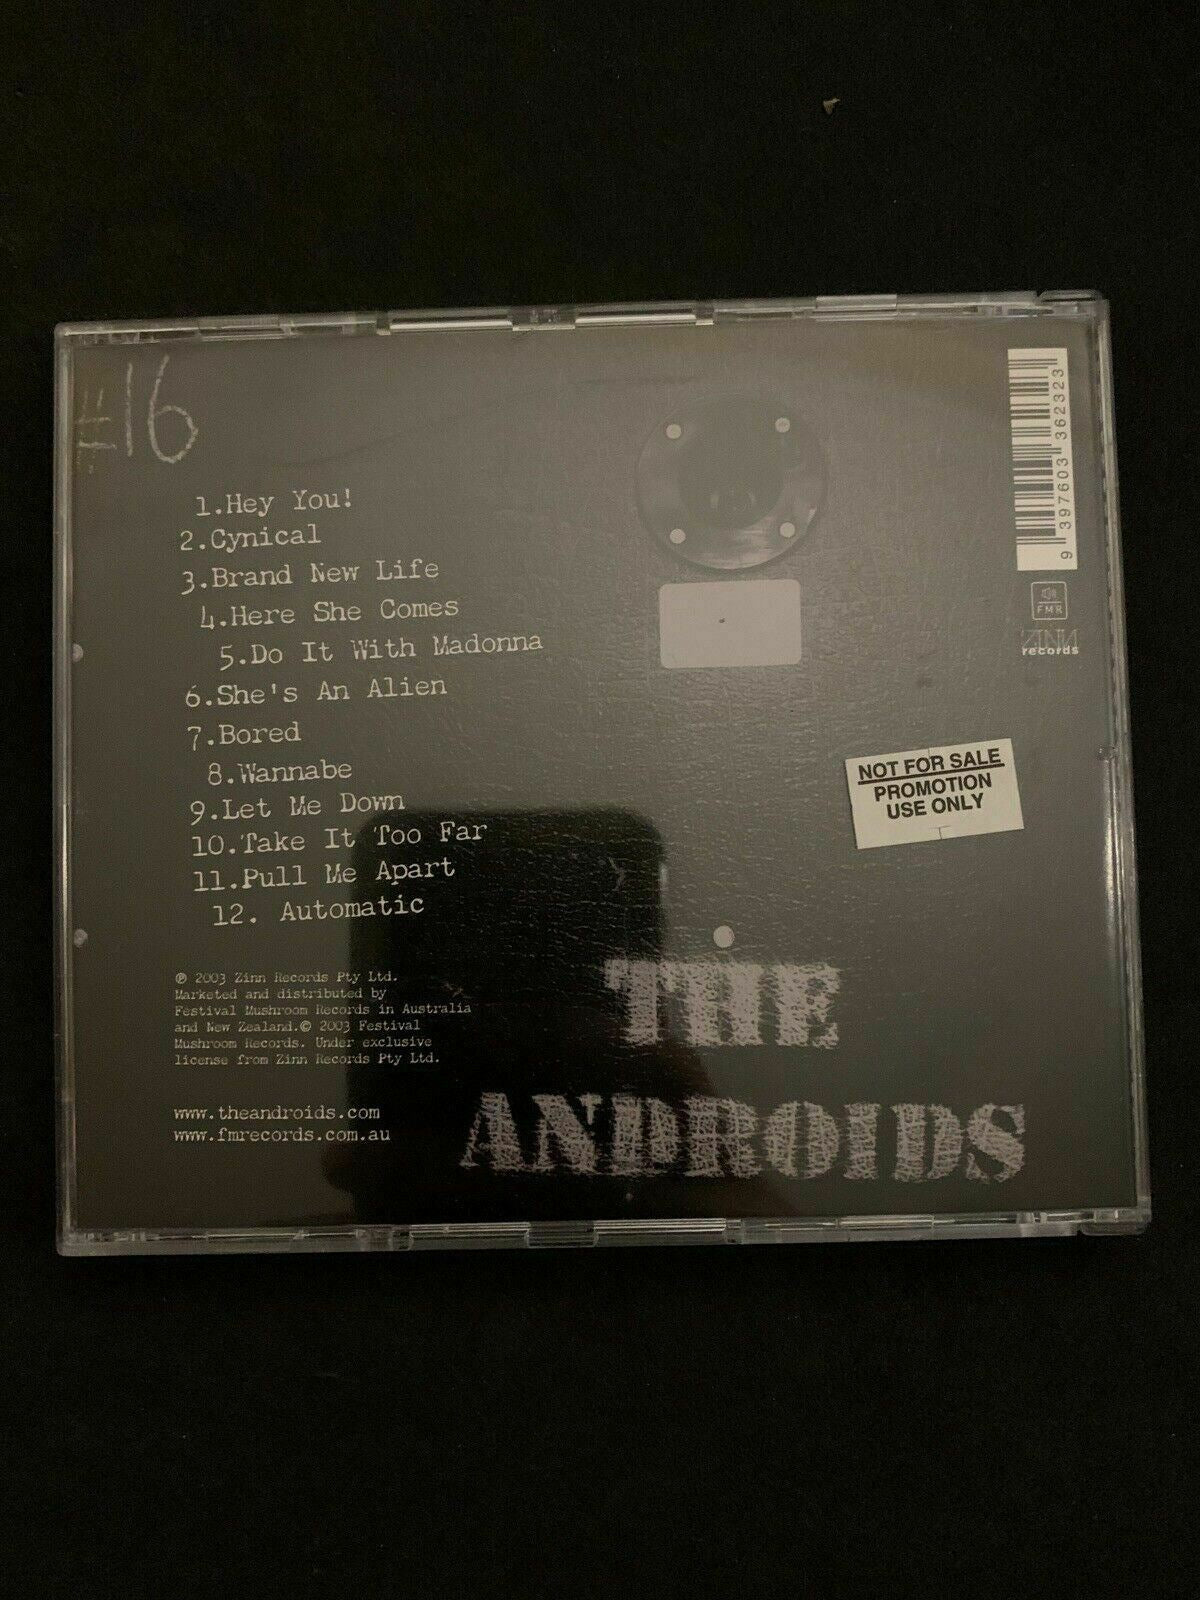 #16
1.Hey You!
2.Cynical
3.Brand New Life
4.Here She Comes
5.Do It With Madonna
6.She's An Alien
7.Bored
8.Wannabe
9.Let Me Down
10.Take It Too Far
11.Pull Me Apart
12. Automatic
℗ 2003 Zinn Records Pty Ltd.
Marketed and distributed by
Festival Mushroom Records in Australia
and New Zealand.© 2003 Festival
Mushroom Records. Under exclusive
license from Zinn Records Pty Ltd.
www.theandroids.com
www.fmrecords.com.au
9 397603 362323
FMR
ZINN
records
NOT FOR SALE
PROMOTION
USE ONLY
THE
ANDROIDS